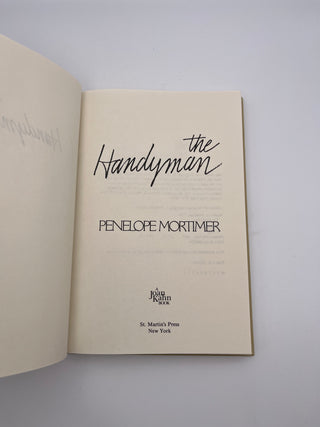 the
Handyman
PENELOPE MORTIMER
A
Joan
Kahn
BOOK
St. Martin's Press
New York